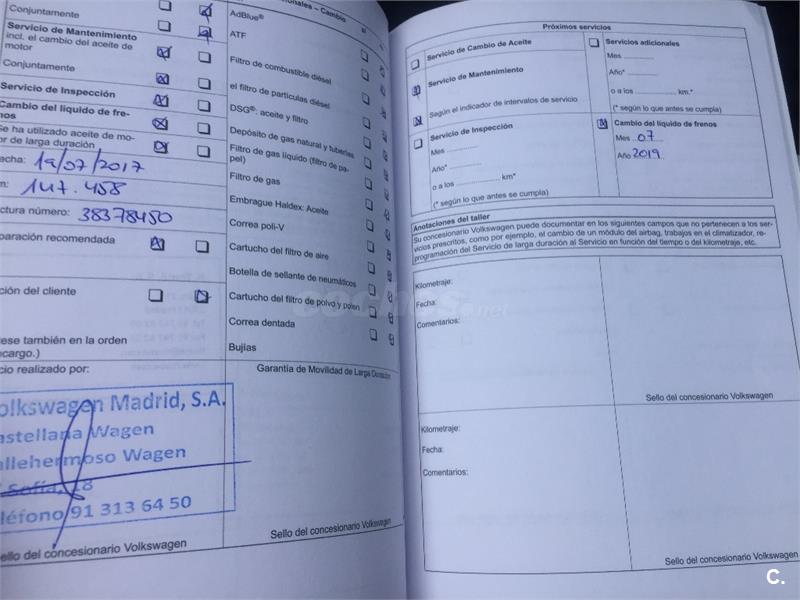 Conjuntamente
Servicio de Mantenimiento
incl. el cambio del aceite de
motor
Conjuntamente
Servicio de Inspección
Cambio del líquido de fre-
nos
Se ha utilizado aceite de mo-
or de larga duración
echa: 19/07/2017
m: 147.458
ctura número: 38378450
paración recomendada
ción del cliente
ese también en la orden
ncargo.)
cio realizado por:
olkswagen Madrid, S.A.
astellana Wagen
allehermoso Wagen
Sofía, 18
léfono 91 313 64 50
ello del concesionario Volkswagen
onales – Cambio
AdBlue®
ATF
Filtro de combustible diésel
el filtro de partículas diésel
DSG®: aceite y filtro
Depósito de gas natural y tuberías
Filtro de gas líquido (filtro de pa-
pel)
Filtro de gas
Embrague Haldex: Aceite
Correa poli-V
Cartucho del filtro de aire
Botella de sellante de neumáticos
Cartucho del filtro de polvo y polen
Correa dentada
Bujías
Garantía de Movilidad de Larga Duración
Sello del concesionario Volkswagen
Próximos servicios
Servicio de Cambio de Aceite
Servicio de Mantenimiento
Según el indicador de intervalos de servicio
Servicio de Inspección
Mes ............
Año* ............
o a los .................... km*
(* según lo que antes se cumpla)
Servicios adicionales
Mes ............
Año* ............
o a los .................... km.*
(* según lo que antes se cumpla)
Cambio del líquido de frenos
Mes 07
Año 2019
Anotaciones del taller
Su concesionario Volkswagen puede documentar en los siguientes campos que no pertenecen a los ser-
vicios prescritos, como por ejemplo, el cambio de un módulo del airbag, trabajos en el climatizador, re-
programación del Servicio de larga duración al Servicio en función del tiempo o del kilometraje, etc.
Kilometraje:
Fecha:
Comentarios:
Sello del concesionario Volkswagen
Kilometraje:
Fecha:
Comentarios:
Sello del concesionario Volkswagen
coches.net
C.